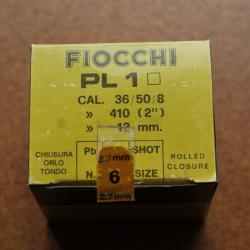 FIOCCHI
PL 1
CAL. 36/50/8
» 410 (2")
» 12 mm.
Pb SHOT
CHIUSURA ORLO TONDO
2.7mm
6
2.7mm
N. SIZE
ROLLED CLOSURE